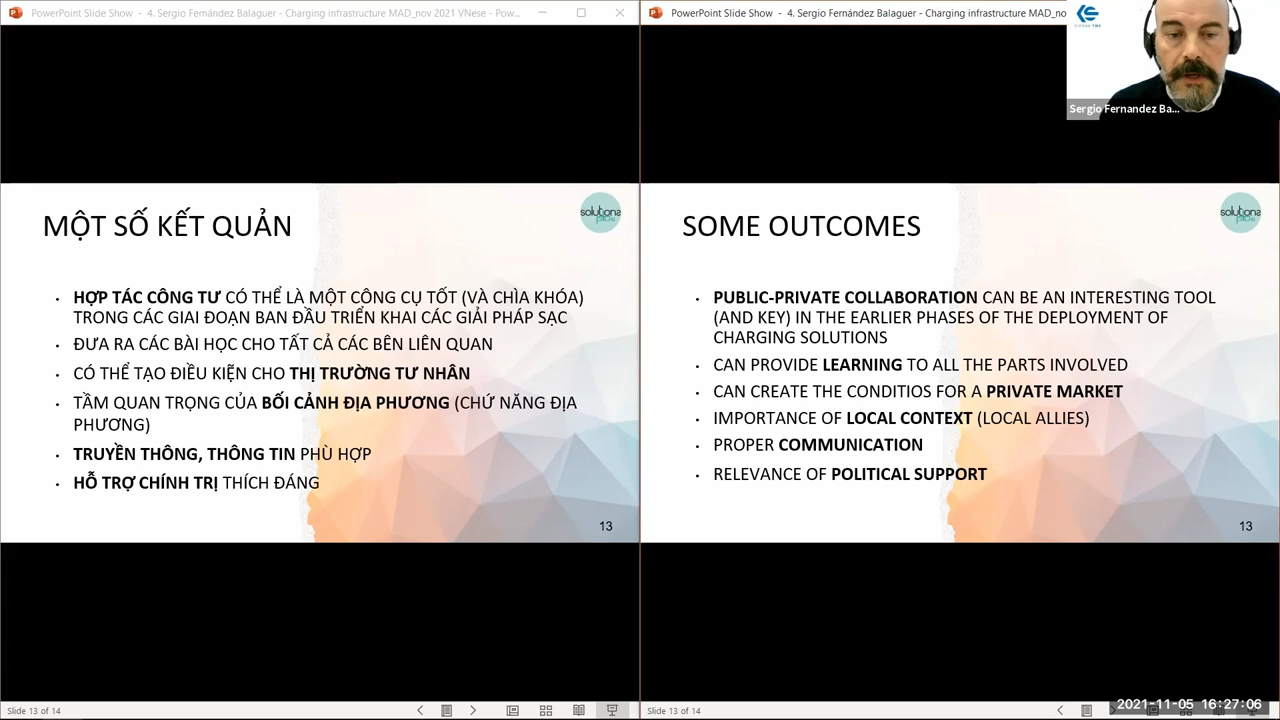 PowerPoint Slide Show - 4. Sergio Fernández Balaguer - Charging infrastructure MAD_nov 2021 VNese - Pow...
PowerPoint Slide Show - 4. Sergio Fernández Balaguer - Charging infrastructure MAD_no
Sergio Fernandez Ba...
solutions
plus
MỘT SỐ KẾT QUẢN
HỢP TÁC CÔNG TƯ CÓ THỂ LÀ MỘT CÔNG CỤ TỐT (VÀ CHÌA KHÓA)
TRONG CÁC GIAI ĐOẠN BAN ĐẦU TRIỂN KHAI CÁC GIẢI PHÁP SẠC
ĐƯA RA CÁC BÀI HỌC CHO TẤT CẢ CÁC BÊN LIÊN QUAN
CÓ THỂ TẠO ĐIỀU KIỆN CHO THỊ TRƯỜNG TƯ NHÂN
TẦM QUAN TRỌNG CỦA BỐI CẢNH ĐỊA PHƯƠNG (CHỨ NĂNG ĐỊA
PHƯƠNG)
TRUYỀN THÔNG, THÔNG TIN PHÙ HỢP
HỖ TRỢ CHÍNH TRỊ THÍCH ĐÁNG
13
solutions
plus
SOME OUTCOMES
PUBLIC-PRIVATE COLLABORATION CAN BE AN INTERESTING TOOL
(AND KEY) IN THE EARLIER PHASES OF THE DEPLOYMENT OF
CHARGING SOLUTIONS
CAN PROVIDE LEARNING TO ALL THE PARTS INVOLVED
CAN CREATE THE CONDITIOS FOR A PRIVATE MARKET
IMPORTANCE OF LOCAL CONTEXT (LOCAL ALLIES)
PROPER COMMUNICATION
RELEVANCE OF POLITICAL SUPPORT
13
Slide 13 of 14
Slide 13 of 14
2021-11-05 16:27:06